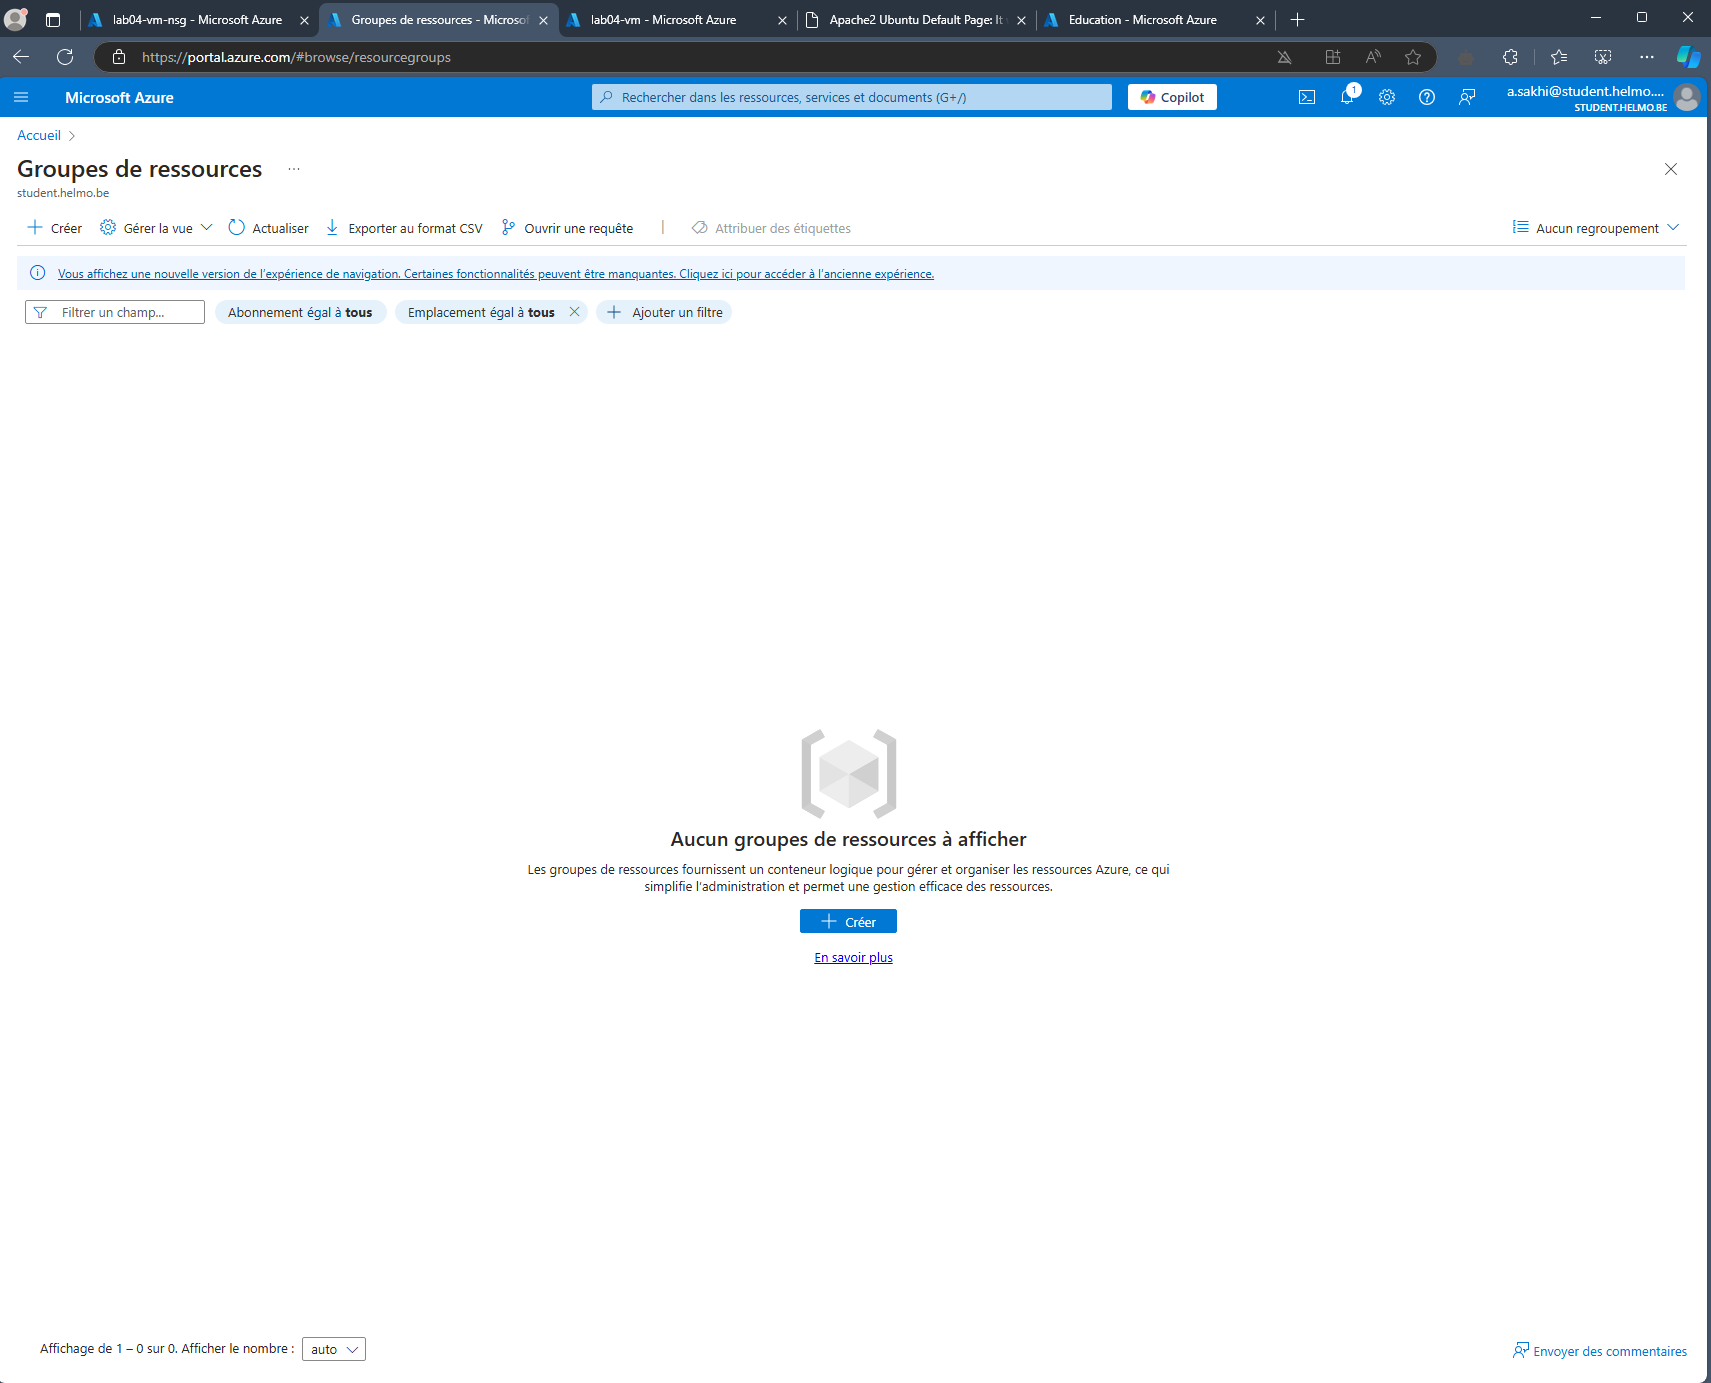 lab04-vm-nsg - Microsoft Azure
Groupes de ressources - Microsof
lab04-vm - Microsoft Azure
Apache2 Ubuntu Default Page: It
Education - Microsoft Azure
https://portal.azure.com/#browse/resourcegroups
Microsoft Azure
Rechercher dans les ressources, services et documents (G+/)
Copilot
1
a.sakhi@student.helmo....
STUDENT.HELMO.BE
Accueil
Groupes de ressources
student.helmo.be
Créer
Gérer la vue
Actualiser
Exporter au format CSV
Ouvrir une requête
Attribuer des étiquettes
Aucun regroupement
Vous affichez une nouvelle version de l’expérience de navigation. Certaines fonctionnalités peuvent être manquantes. Cliquez ici pour accéder à l’ancienne expérience.
Filtrer un champ...
Abonnement égal à tous
Emplacement égal à tous
Ajouter un filtre
Aucun groupes de ressources à afficher
Les groupes de ressources fournissent un conteneur logique pour gérer et organiser les ressources Azure, ce qui
simplifie l’administration et permet une gestion efficace des ressources.
Créer
En savoir plus
Affichage de 1 – 0 sur 0. Afficher le nombre :
auto
Envoyer des commentaires